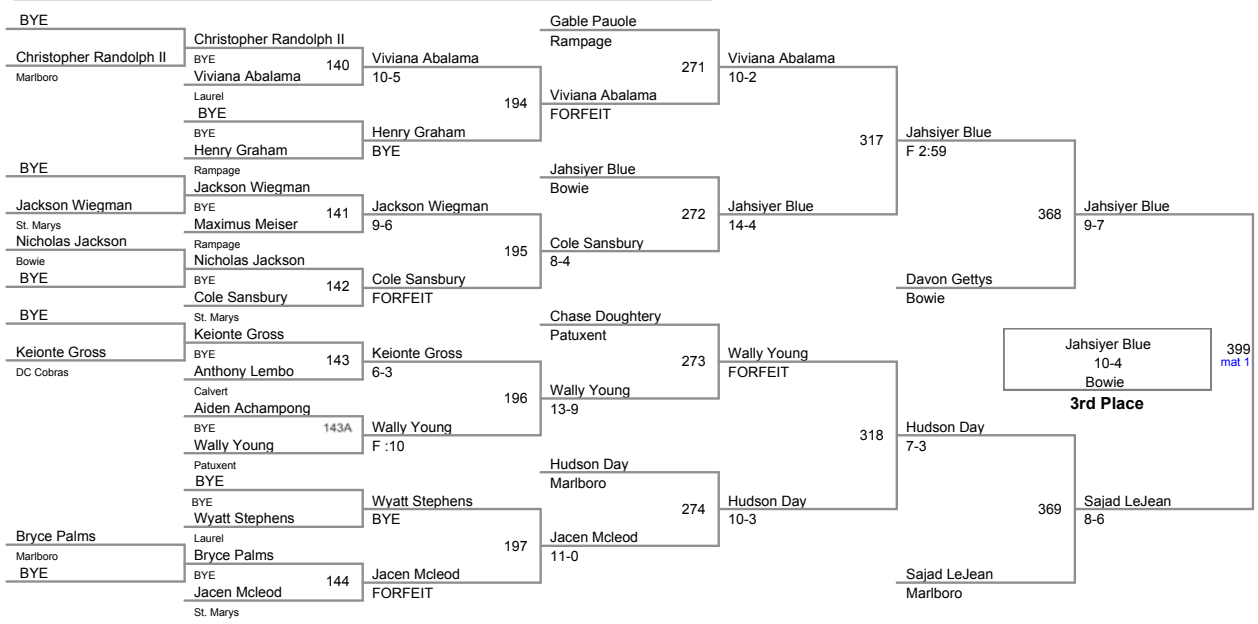 BYE
Christopher Randolph II
Marlboro
BYE
Jackson Wiegman
St. Marys
Nicholas Jackson
Bowie
BYE
BYE
Keionte Gross
DC Cobras
Bryce Palms
Marlboro
BYE
Christopher Randolph II
BYE
140
Viviana Abalama
Laurel
BYE
BYE
Henry Graham
Rampage
Jackson Wiegman
BYE
141
Maximus Meiser
Rampage
Nicholas Jackson
BYE
142
Cole Sansbury
St. Marys
Keionte Gross
BYE
143
Anthony Lembo
Calvert
Aiden Achampong
BYE
143A
Wally Young
Patuxent
BYE
BYE
Wyatt Stephens
Laurel
Bryce Palms
BYE
144
Jacen Mcleod
St. Marys
Viviana Abalama
10-5
194
Henry Graham
BYE
Jackson Wiegman
9-6
195
Cole Sansbury
FORFEIT
Keionte Gross
6-3
196
Wally Young
F :10
Wyatt Stephens
BYE
197
Jacen Mcleod
FORFEIT
Gable Pauole
Rampage
271
Viviana Abalama
FORFEIT
Jahsiyer Blue
Bowie
272
Cole Sansbury
8-4
Chase Doughtery
Patuxent
273
Wally Young
13-9
Hudson Day
Marlboro
274
Jacen Mcleod
11-0
Viviana Abalama
10-2
317
Jahsiyer Blue
14-4
Wally Young
FORFEIT
318
Hudson Day
10-3
Jahsiyer Blue
F 2:59
368
Davon Gettys
Bowie
Hudson Day
7-3
369
Sajad LeJean
Marlboro
Jahsiyer Blue
9-7
Jahsiyer Blue
10-4
Bowie
3rd Place
399
mat 1
Sajad LeJean
8-6